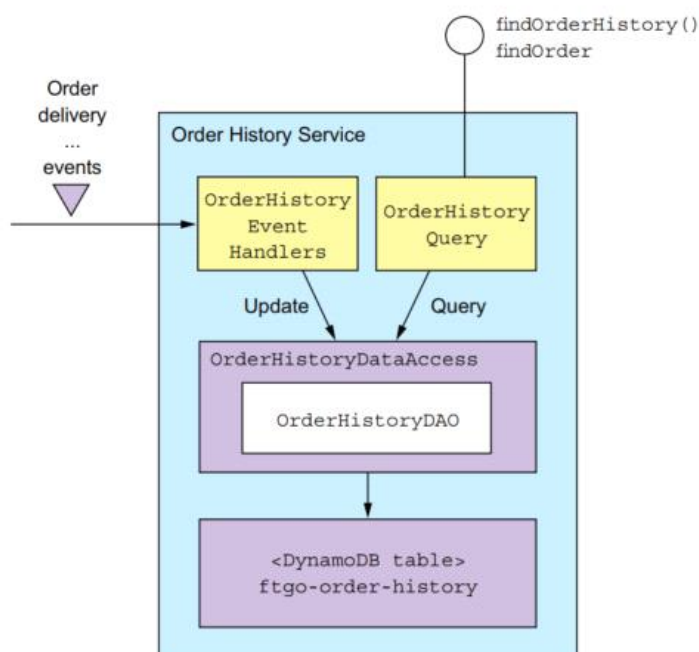 findOrderHistory()
findOrder
Order
delivery
...
events
Order History Service
OrderHistory
Event
Handlers
OrderHistory
Query
Update
Query
OrderHistoryDataAccess
OrderHistoryDAO
<DynamoDB table>
ftgo-order-history